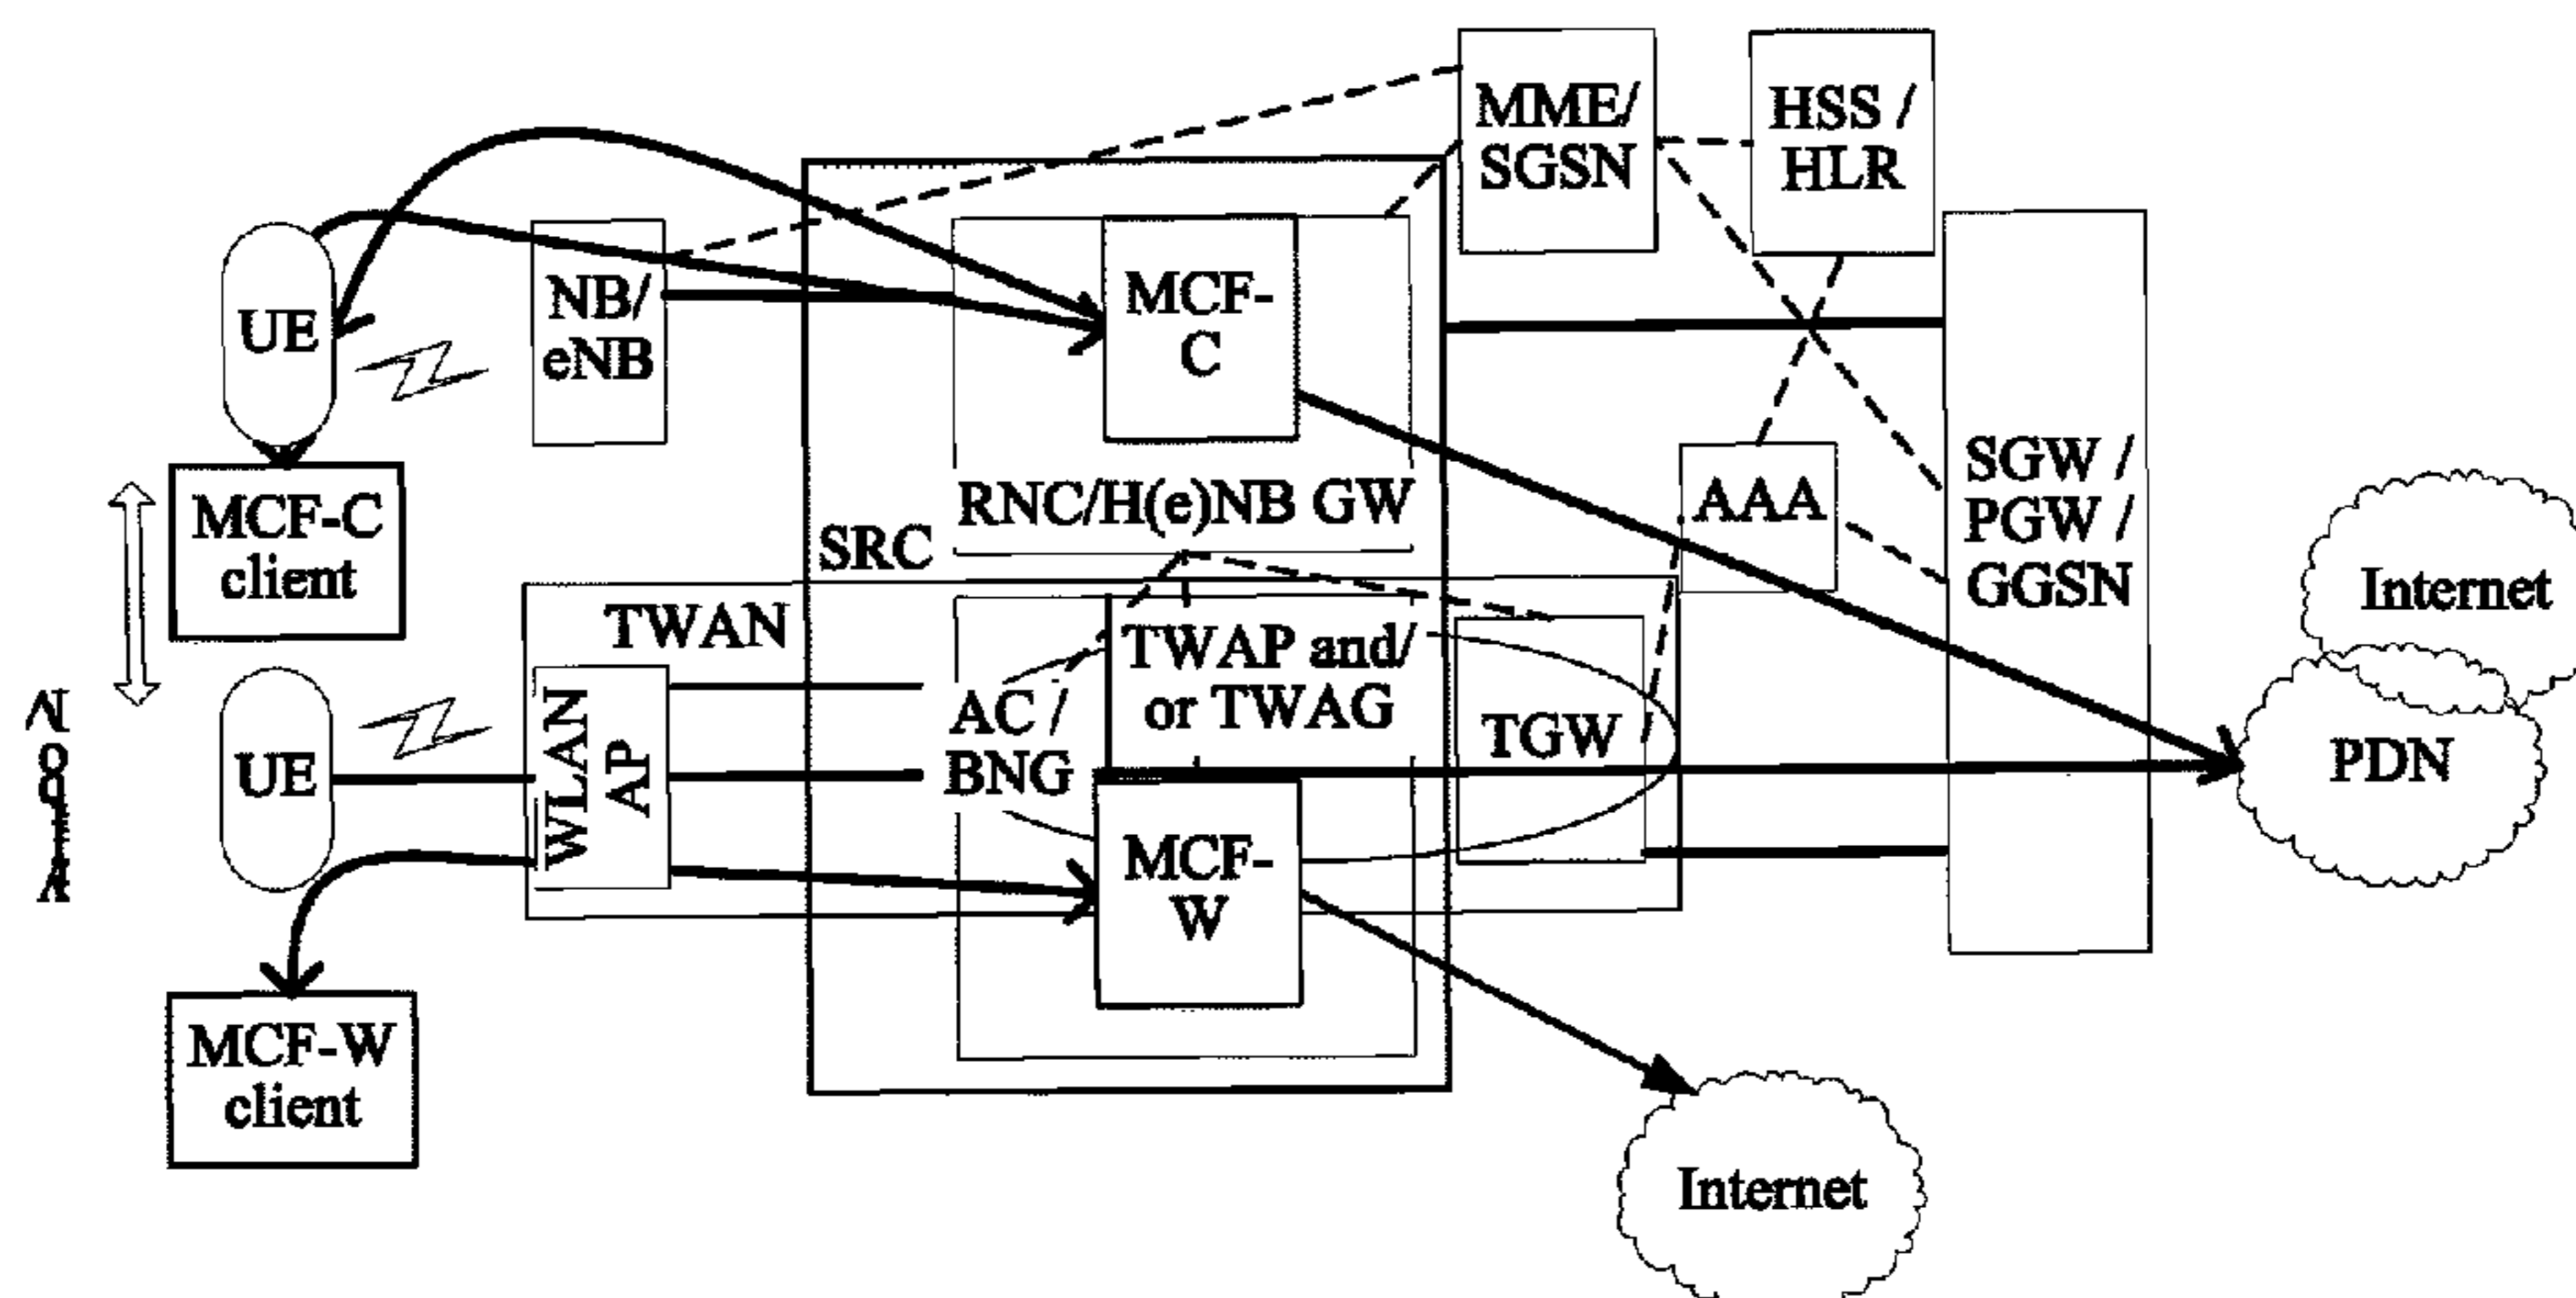 MME/
SGSN
HSS /
HLR
UE
NB/
eNB
MCF-
C
SGW /
PGW /
GGSN
MCF-C
client
SRC
RNC/H(e)NB GW
AAA
Internet
TWAN
TWAP and/
or TWAG
AC /
BNG
TGW
UE
WLAN
AP
PDN
MCF-
W
MCF-W
client
Internet